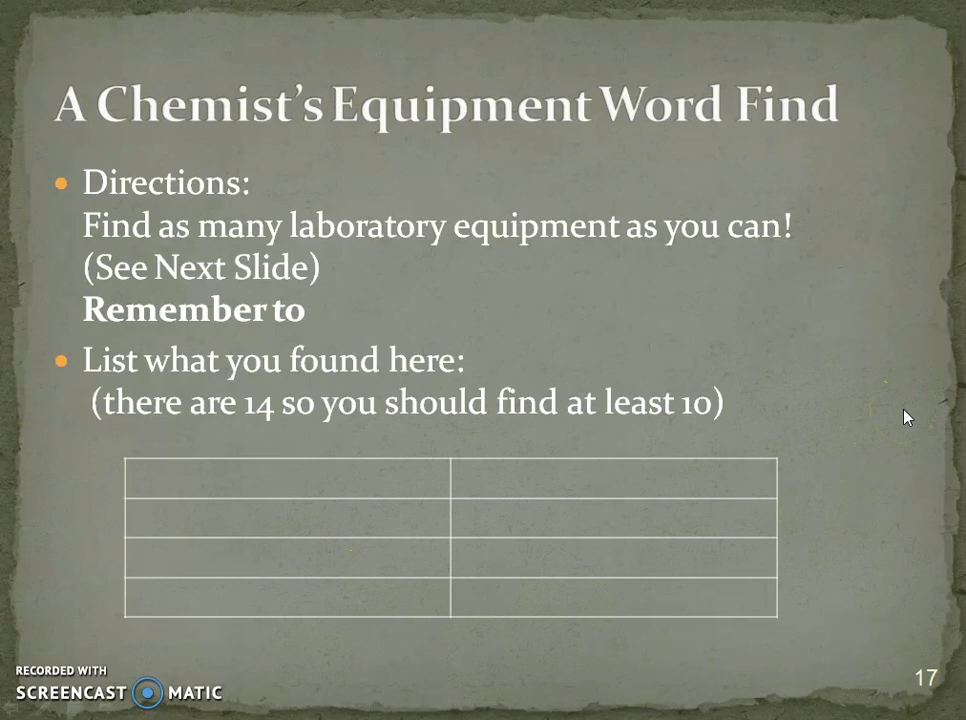 A Chemist's Equipment Word Find
Directions:
Find as many laboratory equipment as you can!
(See Next Slide)
Remember to
List what you found here:
(there are 14 so you should find at least 10)
RECORDED WITH
SCREENCAST MATIC
17